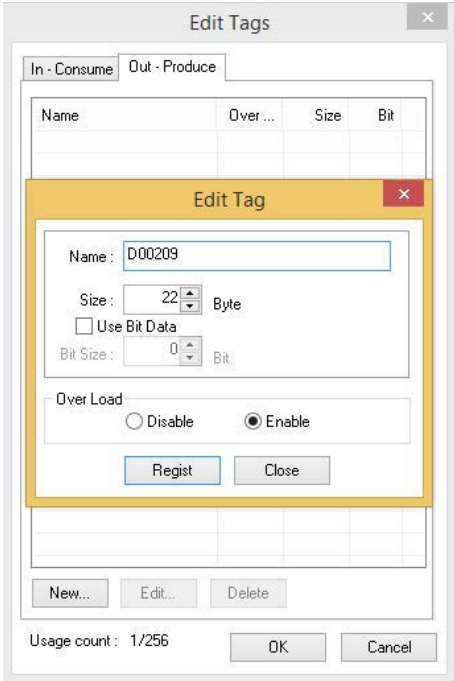 Edit Tags
In - Consume Out - Produce
Name Over ... Size Bit
Edit Tag
Name : D00209
Size : 22 Byte
Use Bit Data
Bit Size : 0 Bit
Over Load
Disable Enable
Regist Close
New... Edit... Delete
Usage count : 1/256 OK Cancel